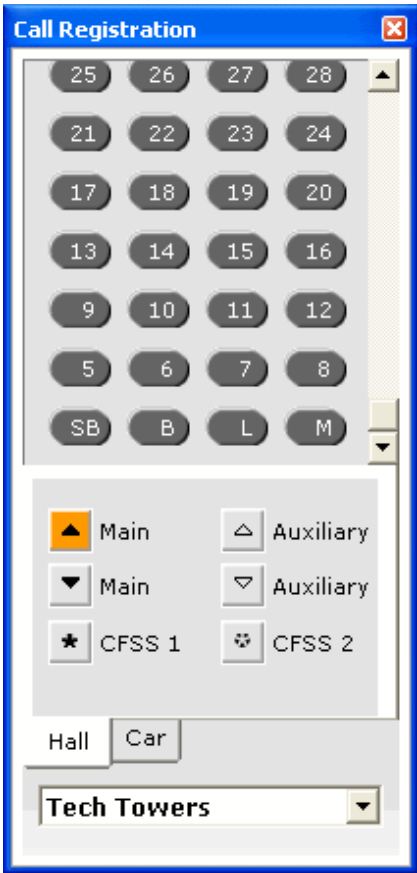 Call Registration
25 26 27 28
21 22 23 24
17 18 19 20
13 14 15 16
9 10 11 12
5 6 7 8
SB B L M
Main Auxiliary
Main Auxiliary
CFSS 1 CFSS 2
Hall Car
Tech Towers